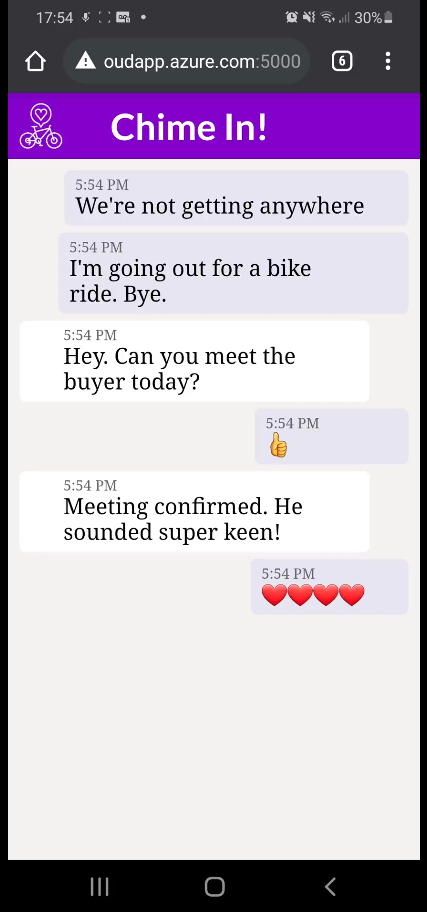 17:54
30%
oudapp.azure.com:5000
6
Chime In!
5:54 PM
We're not getting anywhere
5:54 PM
I'm going out for a bike
ride. Bye.
5:54 PM
Hey. Can you meet the
buyer today?
5:54 PM
👍
5:54 PM
Meeting confirmed. He
sounded super keen!
5:54 PM
❤️❤️❤️❤️